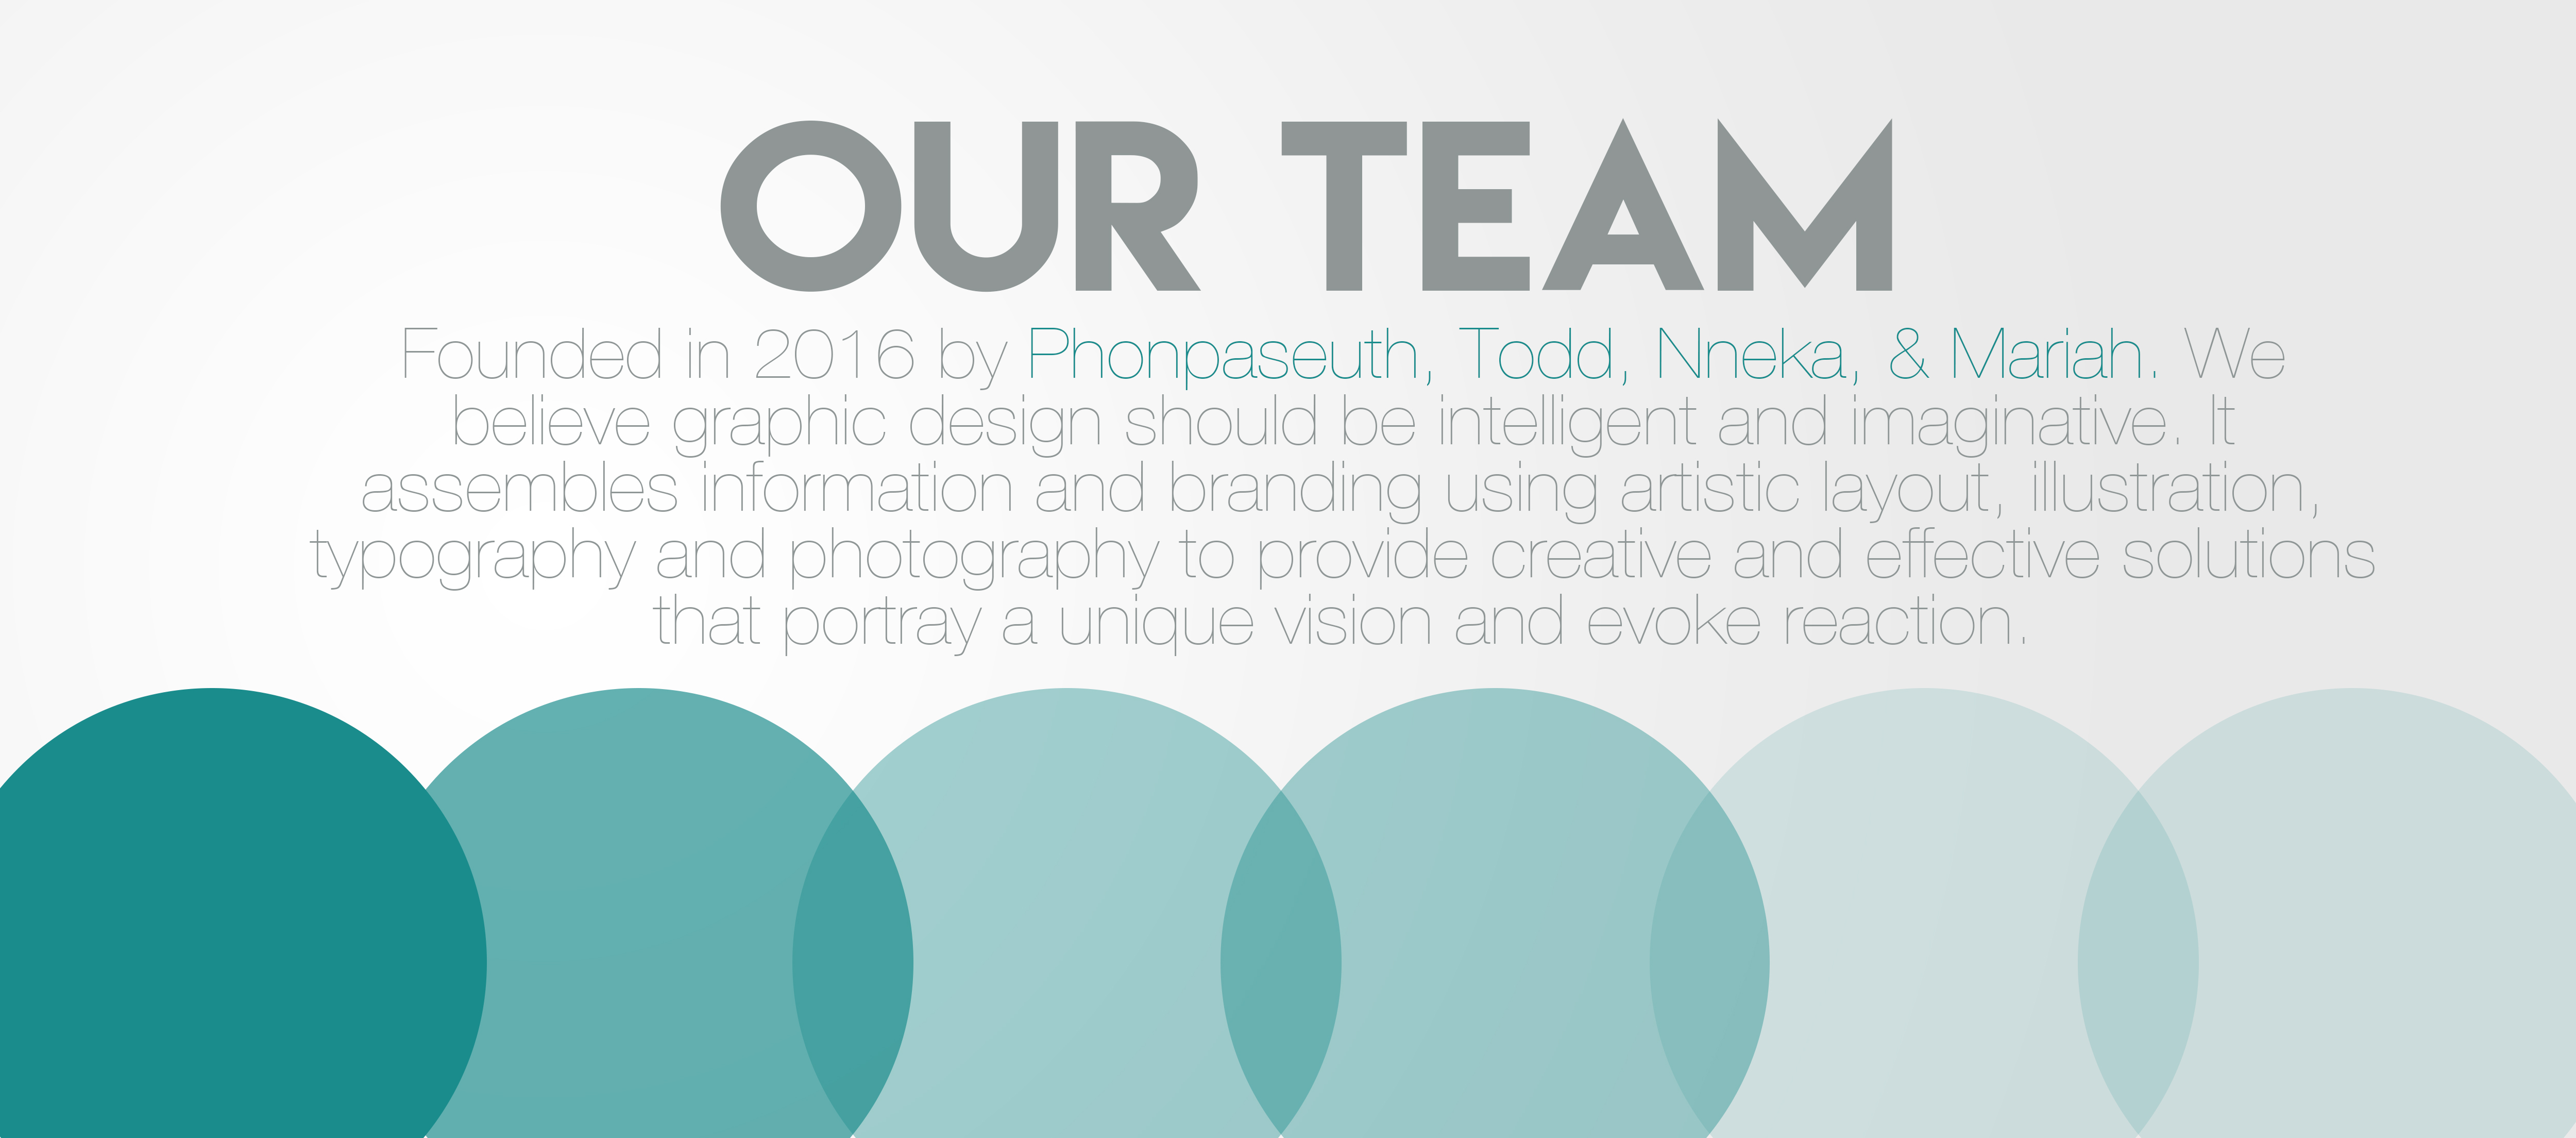 OUR TEAM
Founded in 2016 by Phonpaseuth, Todd, Nneka, & Mariah. We
believe graphic design should be intelligent and imaginative. It
assembles information and branding using artistic layout, illustration,
typography and photography to provide creative and effective solutions
that portray a unique vision and evoke reaction.